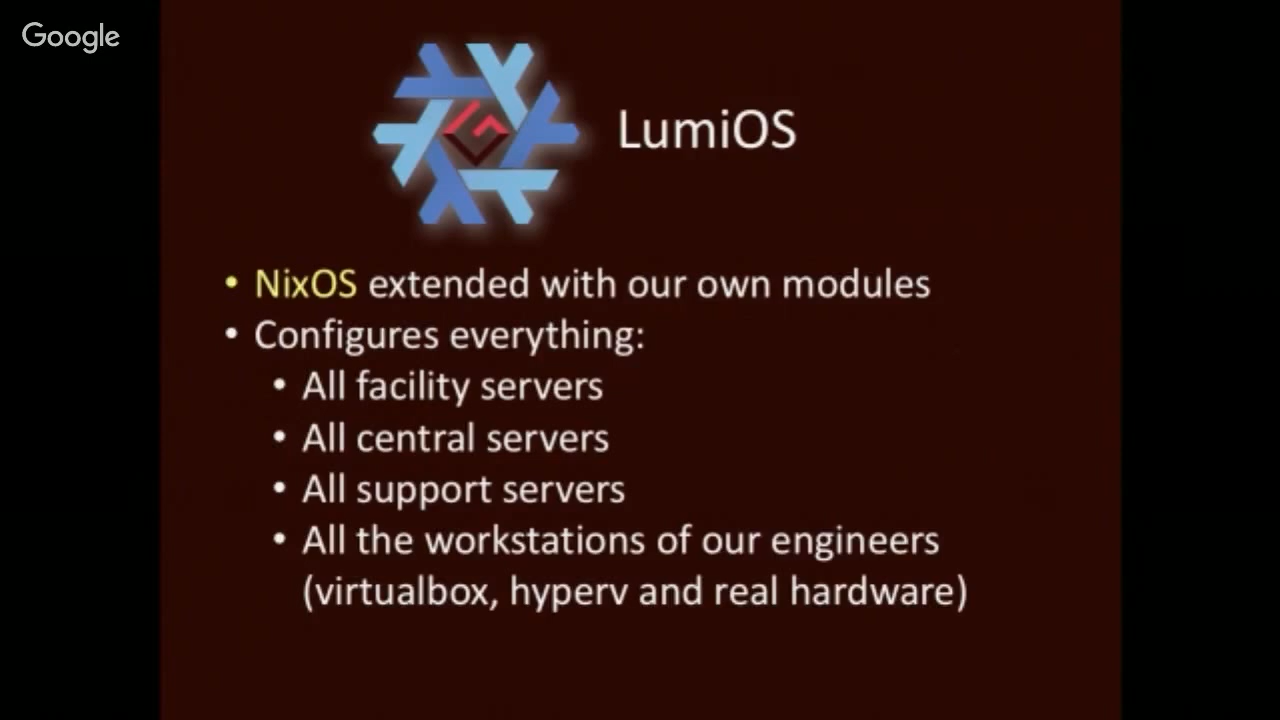 Google
LumiOS
• NixOS extended with our own modules
• Configures everything:
• All facility servers
• All central servers
• All support servers
• All the workstations of our engineers
(virtualbox, hyperv and real hardware)